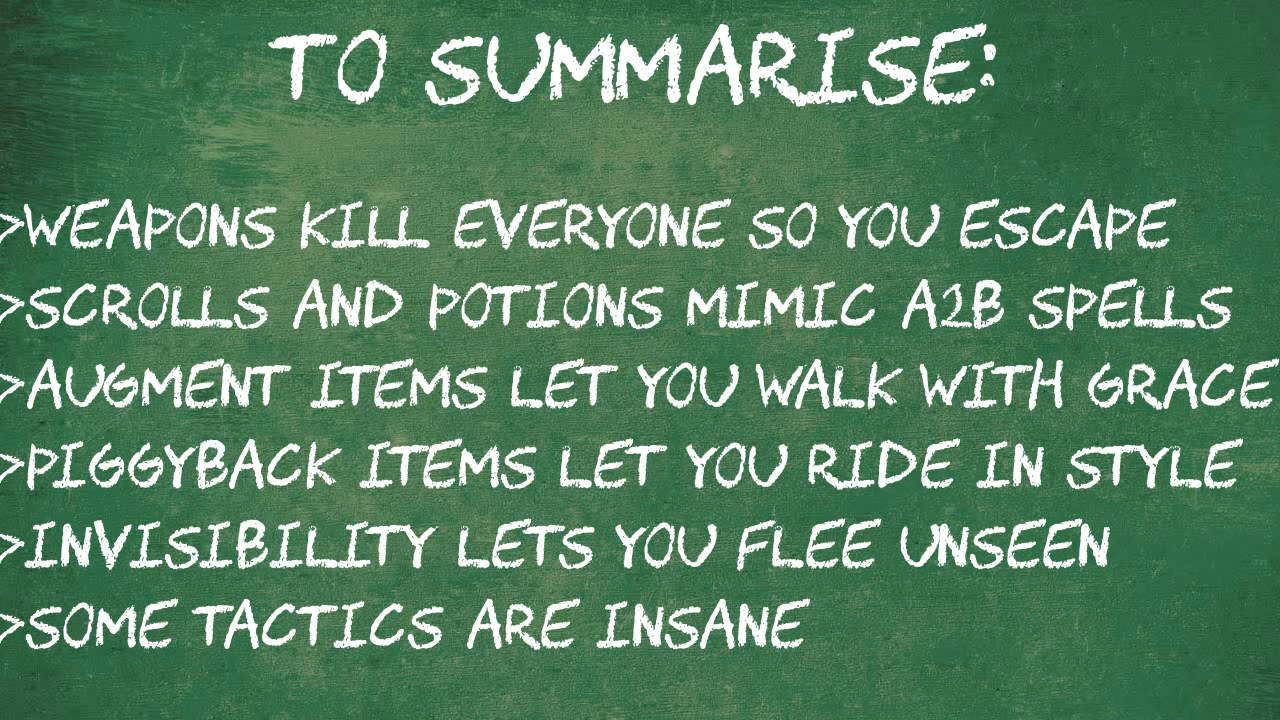 TO SUMMARISE:
>WEAPONS KILL EVERYONE SO YOU ESCAPE
>SCROLLS AND POTIONS MIMIC A2B SPELLS
>AUGMENT ITEMS LET YOU WALK WITH GRACE
>PIGGYBACK ITEMS LET YOU RIDE IN STYLE
>INVISIBILITY LETS YOU FLEE UNSEEN
>SOME TACTICS ARE INSANE